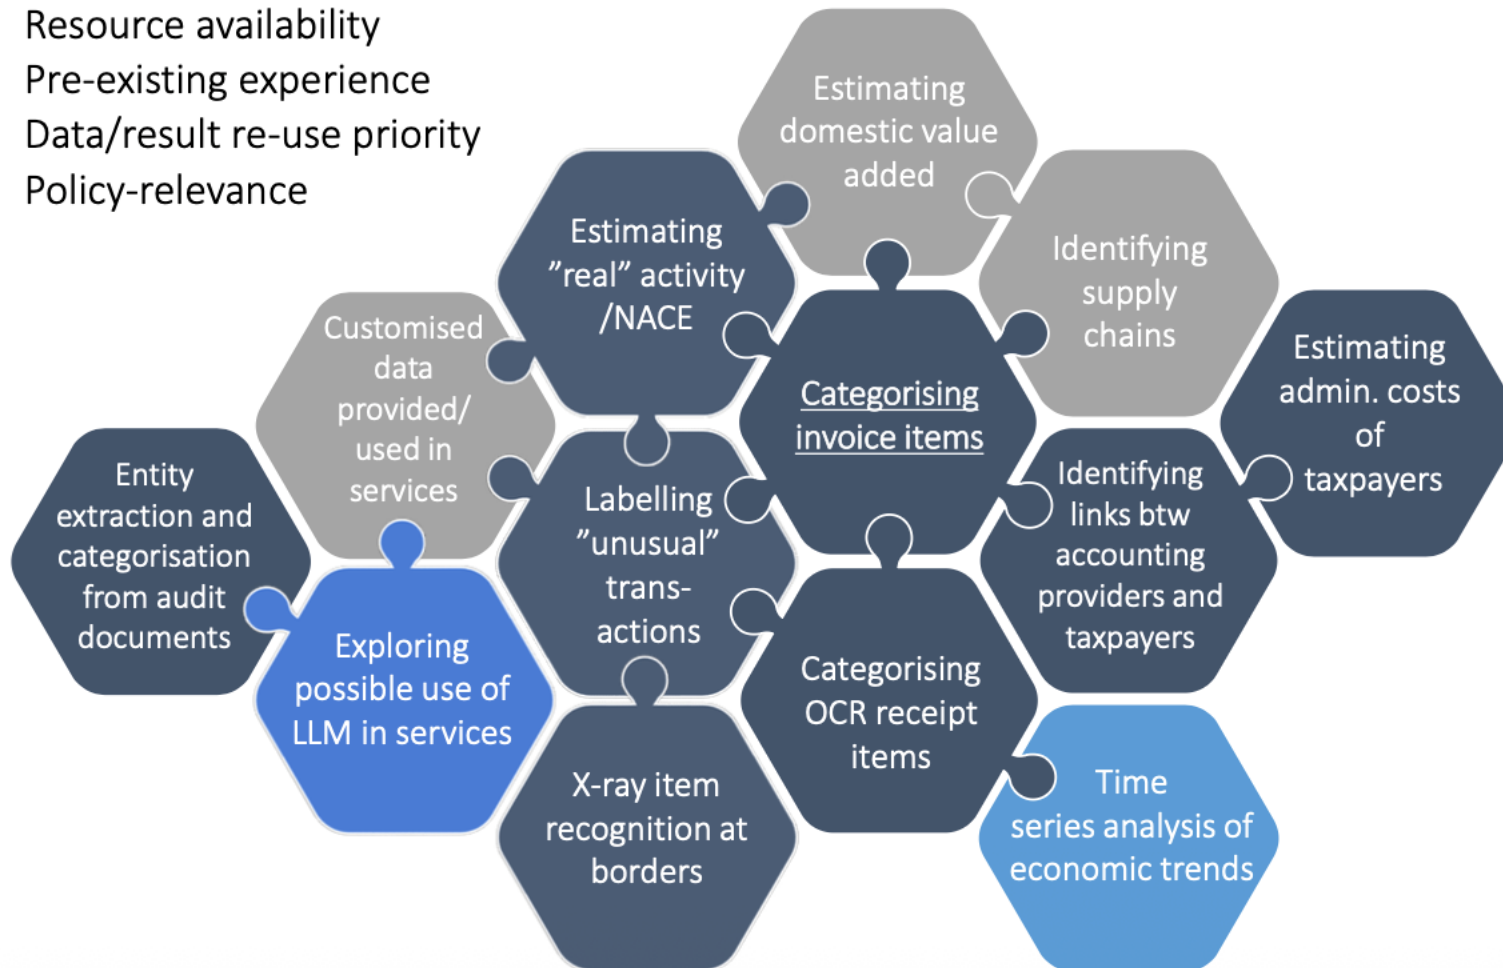 Resource availability
Pre-existing experience
Data/result re-use priority
Policy-relevance
Estimating
domestic value
added
Estimating
”real” activity
/NACE
Identifying
supply
chains
Customised
data
provided/
used in
services
Categorising
invoice items
Estimating
admin. costs
of
taxpayers
Entity
extraction and
categorisation
from audit
documents
Labelling
”unusual”
trans-
actions
Identifying
links btw
accounting
providers and
taxpayers
Exploring
possible use of
LLM in services
Categorising
OCR receipt
items
X-ray item
recognition at
borders
Time
series analysis of
economic trends